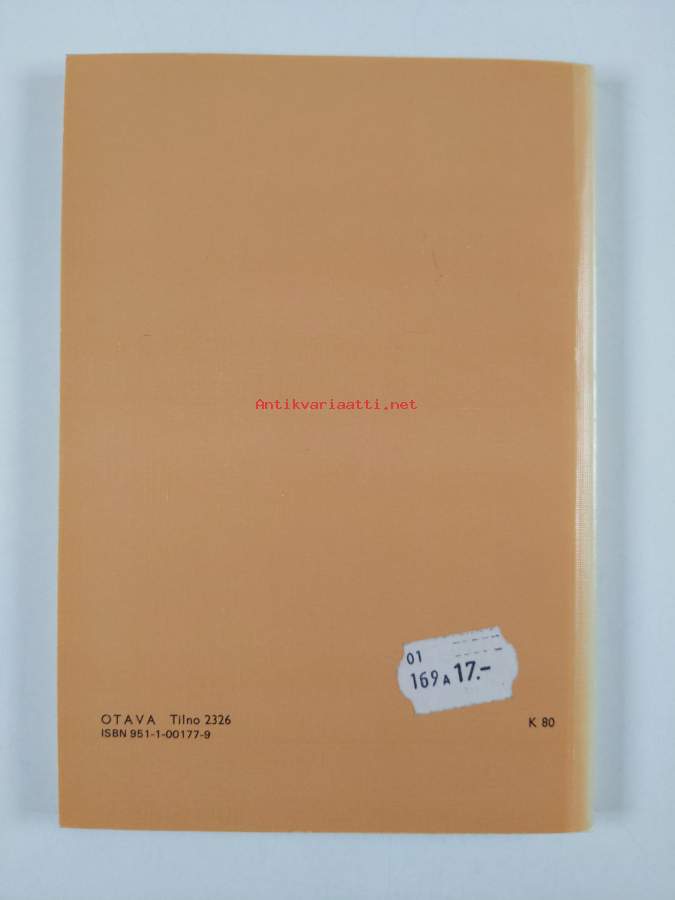 Antikvariaatti.net
01
169 A 17.-
OTAVA Tilno 2326
ISBN 951-1-00177-9
K 80